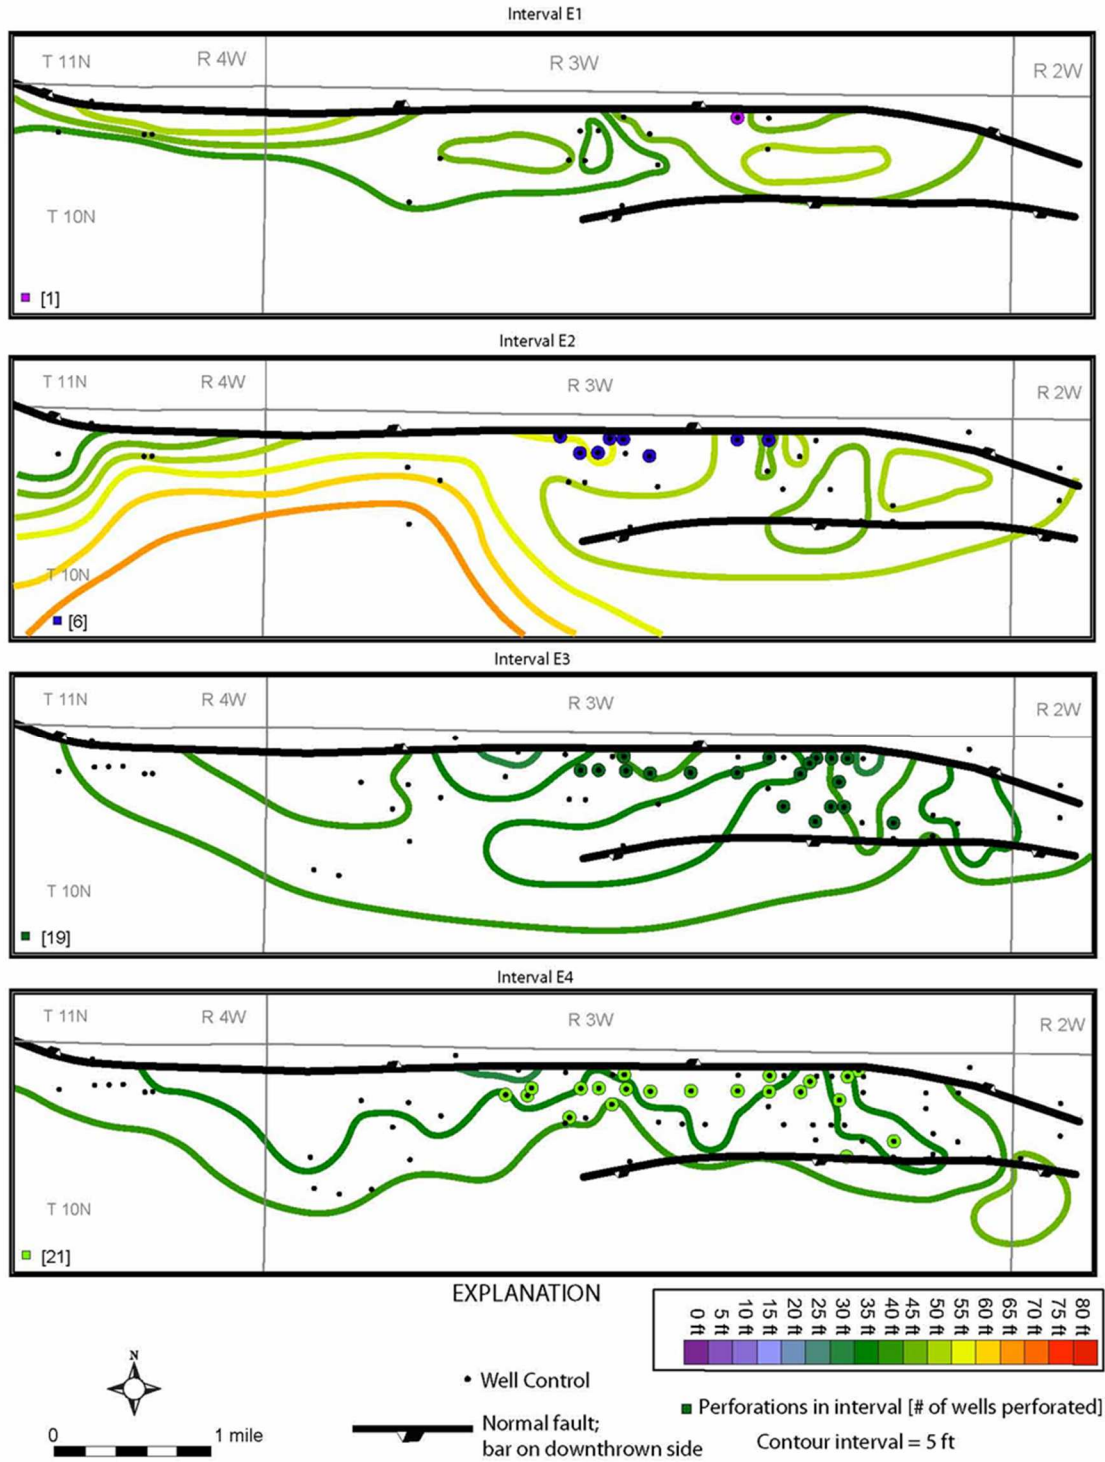 Interval E1
T 11N
R 4W
R 3W
R 2W
T 10N
[1]
Interval E2
T 11N
R 4W
R 3W
R 2W
T 10N
[6]
Interval E3
T 11N
R 4W
R 3W
R 2W
T 10N
[19]
Interval E4
T 11N
R 4W
R 3W
R 2W
T 10N
[21]
EXPLANATION
0 ft
5 ft
10 ft
15 ft
20 ft
25 ft
30 ft
35 ft
40 ft
45 ft
50 ft
55 ft
60 ft
65 ft
70 ft
75 ft
80 ft
N
Well Control
0 1 mile
Normal fault;
bar on downthrown side
Perforations in interval [# of wells perforated]
Contour interval = 5 ft